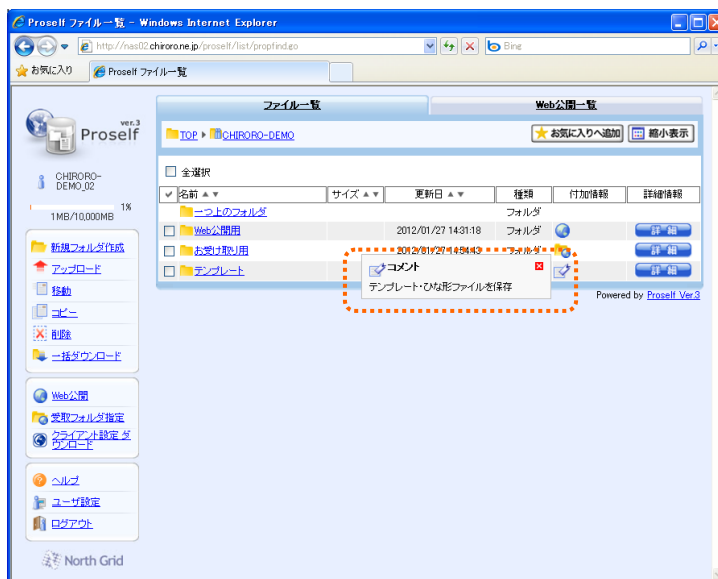 Proself ファイル一覧 - Windows Internet Explorer
http://nas02.chiroro.ne.jp/proself/list/propfind.go
Bing
お気に入り
Proself ファイル一覧
ver.3
Proself
CHIRORO-
DEMO_02
1%
1MB/10,000MB
新規フォルダ作成
アップロード
移動
コピー
削除
一括ダウンロード
Web公開
受取フォルダ指定
クライアント設定 ダ
ウンロード
ヘルプ
ユーザ設定
ログアウト
North Grid
ファイル一覧
Web公開一覧
TOP
CHIRORO-DEMO
お気に入りへ追加
縮小表示
全選択
名前 ▲▼ サイズ ▲▼ 更新日 ▲▼ 種類 付加情報 詳細情報
一つ上のフォルダ フォルダ
Web公開用 2012/01/27 14:31:18 フォルダ 詳 細
お受け取り用 2012/01/27 14:54:43 フォルダ 詳 細
テンプレート 詳 細
コメント
テンプレート・ひな形ファイルを保存
Powered by Proself Ver.3